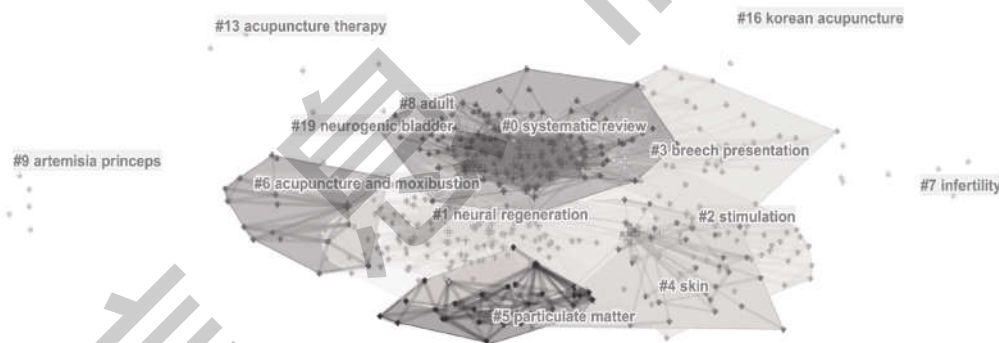 #13 acupuncture therapy
#16 korean acupuncture
#8 adult
#19 neurogenic bladder
#0 systematic review
#3 breech presentation
#9 artemisia princeps
#6 acupuncture and moxibustion
#7 infertility
#1 neural regeneration
#2 stimulation
#4 skin
#5 particulate matter